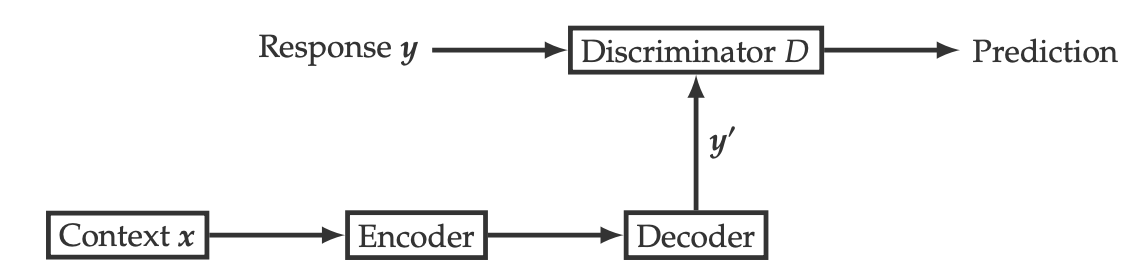 Response y
Discriminator D
Prediction
y′
Context x
Encoder
Decoder